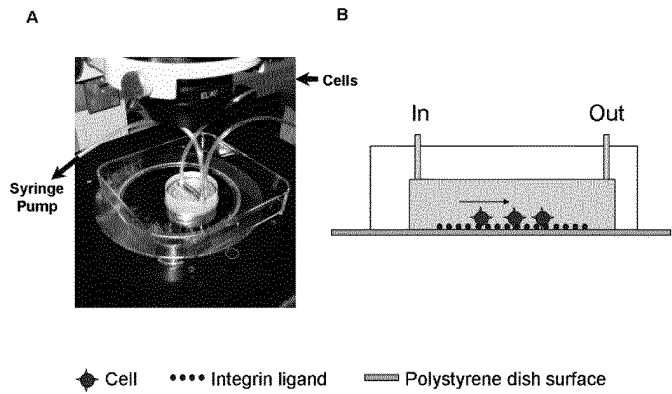 A
B
Cells
Syringe
Pump
In
Out
Cell
Integrin ligand
Polystyrene dish surface